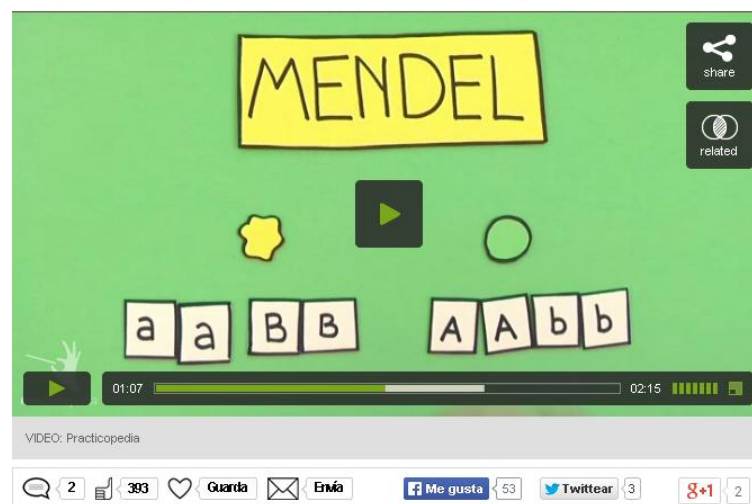 MENDEL
share
related
a a B B A A b b
01:07 02:15
VIDEO: Practicopedia
2 393 Guarda Envía Me gusta 53 Twittear 3 g+1 2